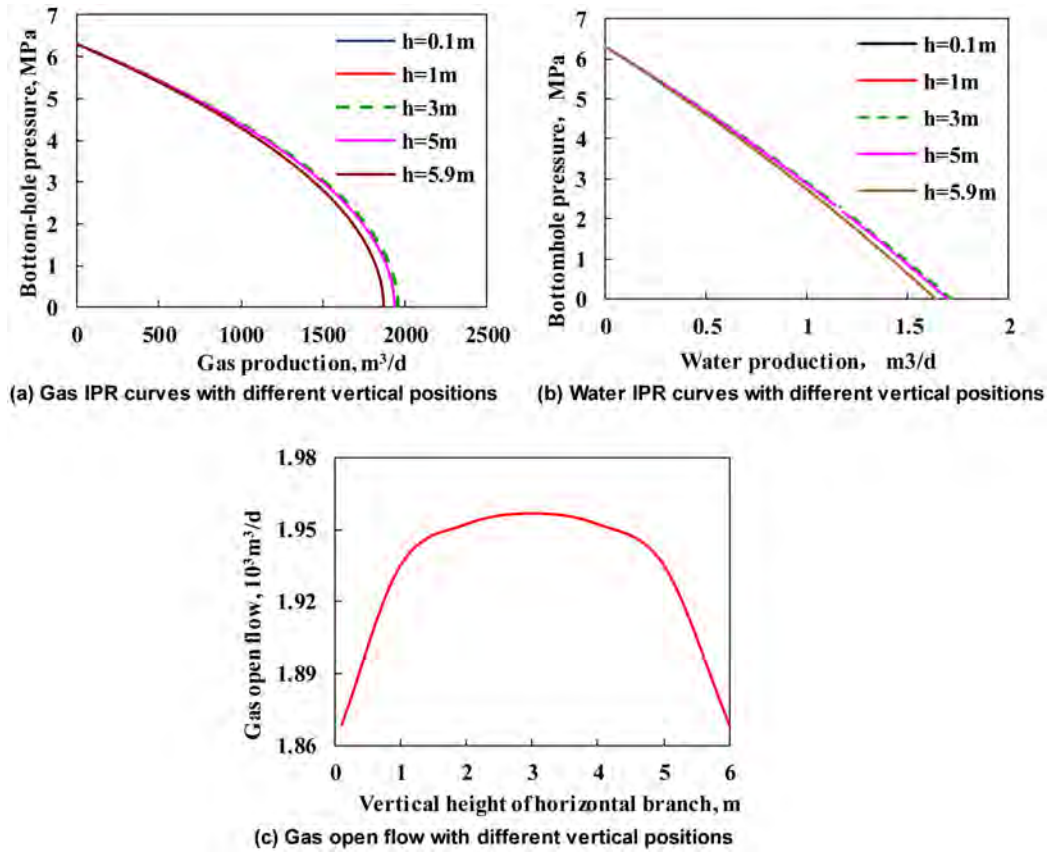 7
6
5
4
3
2
1
0
Bottom-hole pressure, MPa
h=0.1m
h=1m
h=3m
h=5m
h=5.9m
0 500 1000 1500 2000 2500
Gas production, m³/d
(a) Gas IPR curves with different vertical positions
7
6
5
4
3
2
1
0
Bottomhole pressure, MPa
h=0.1m
h=1m
h=3m
h=5m
h=5.9m
0 0.5 1 1.5 2
Water production, m3/d
(b) Water IPR curves with different vertical positions
1.98
1.95
1.92
1.89
1.86
Gas open flow, 10³m³/d
0 1 2 3 4 5 6
Vertical height of horizontal branch, m
(c) Gas open flow with different vertical positions